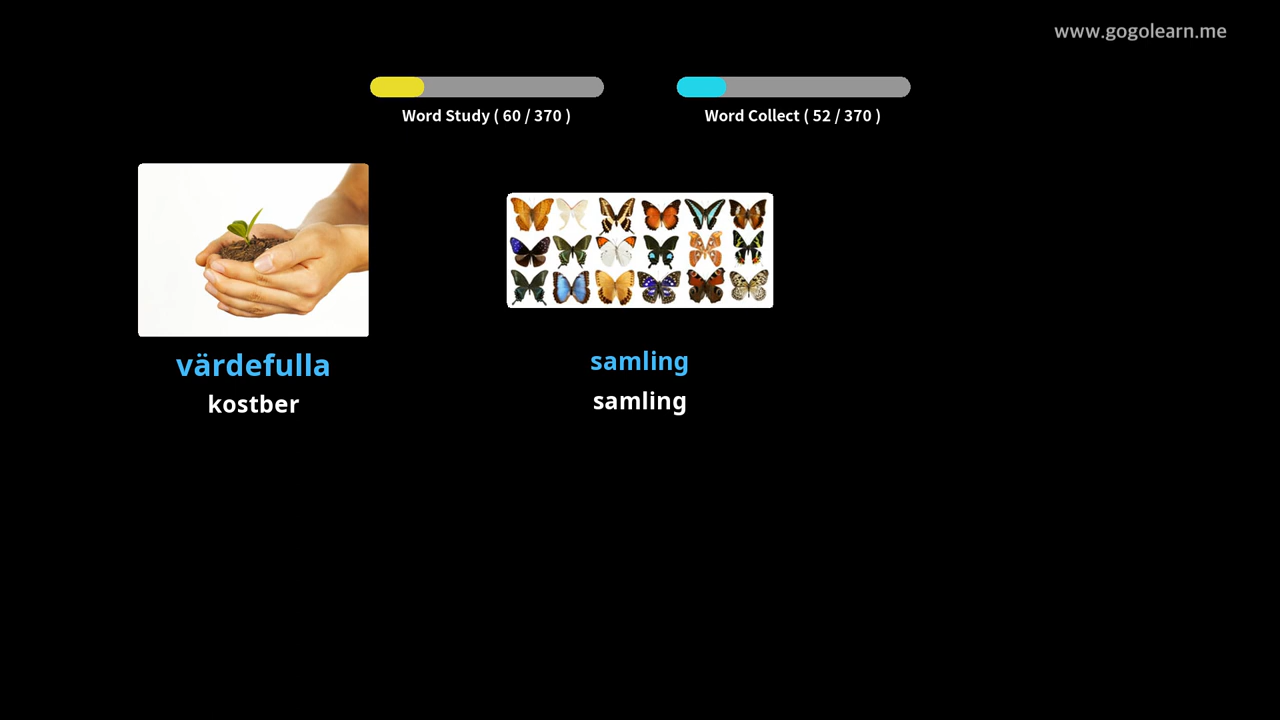 www.gogolearn.me
Word Study ( 60 / 370 )
Word Collect ( 52 / 370 )
värdefulla
kostber
samling
samling